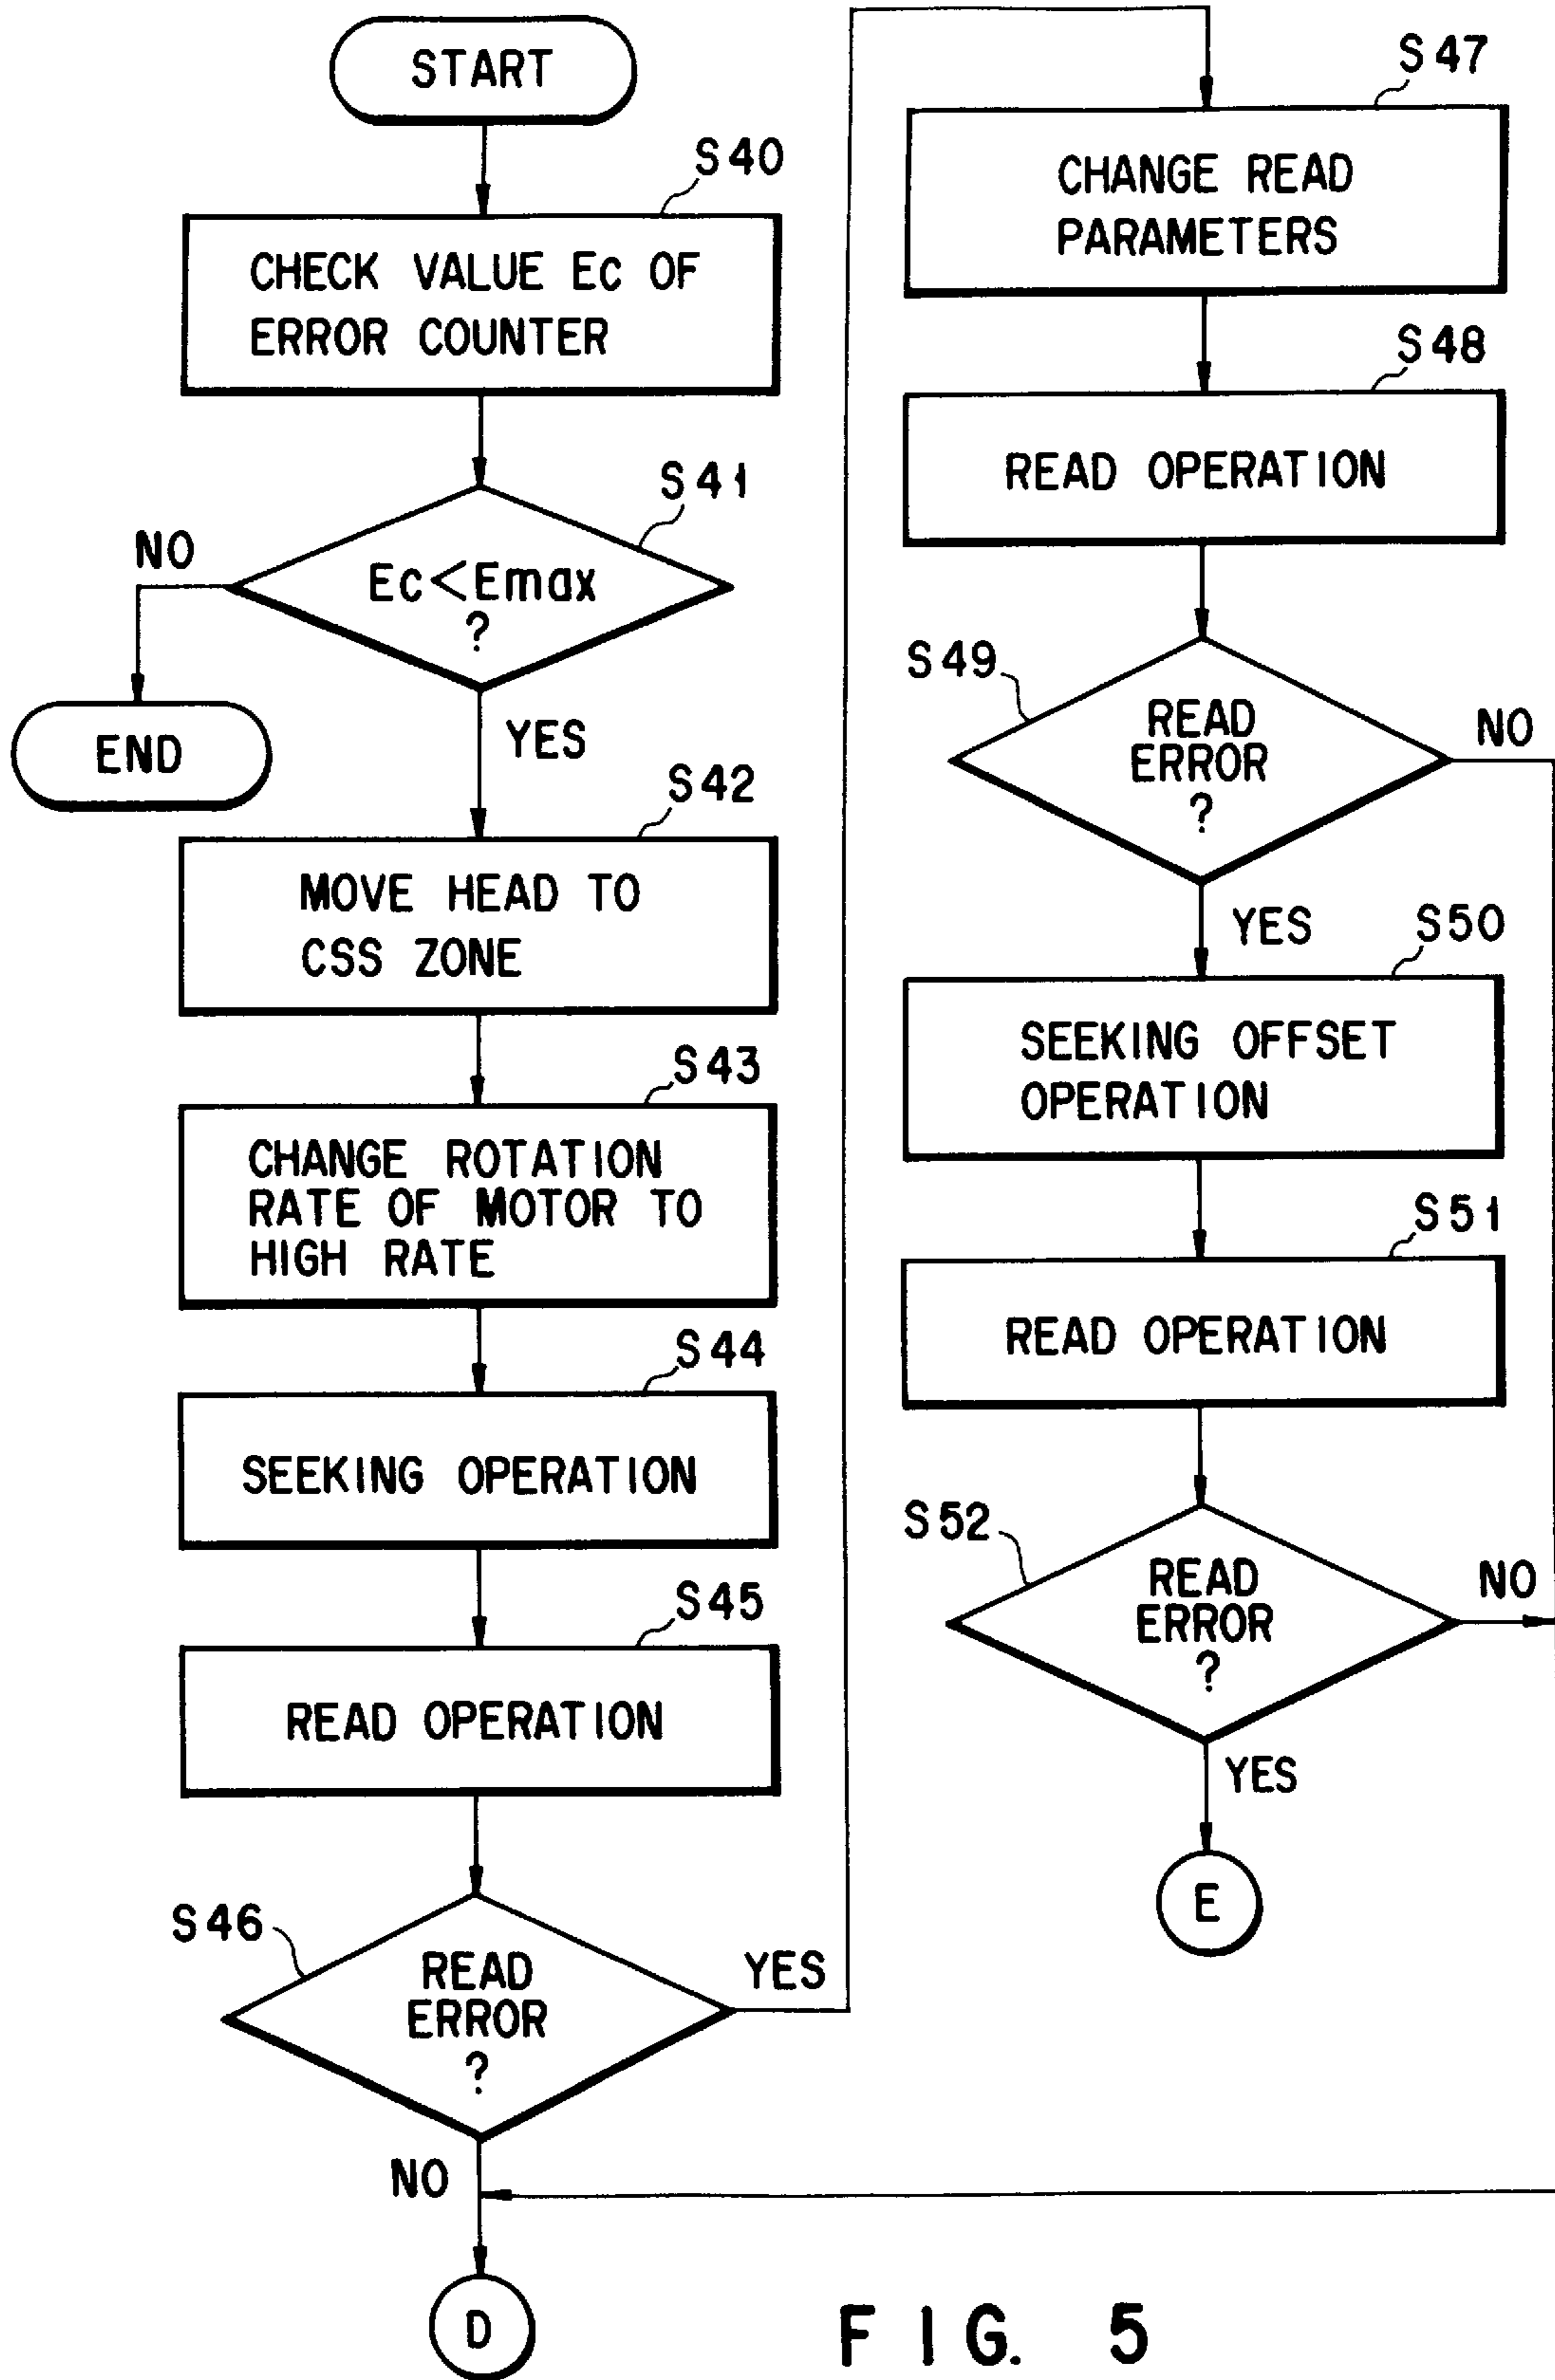 START
S40
CHECK VALUE Ec OF
ERROR COUNTER
S41
Ec<Emax
?
NO
END
YES
S42
MOVE HEAD TO
CSS ZONE
S43
CHANGE ROTATION
RATE OF MOTOR TO
HIGH RATE
S44
SEEKING OPERATION
S45
READ OPERATION
S46
READ
ERROR
?
YES
NO
D
S47
CHANGE READ
PARAMETERS
S48
READ OPERATION
S49
READ
ERROR
?
NO
YES
S50
SEEKING OFFSET
OPERATION
S51
READ OPERATION
S52
READ
ERROR
?
NO
YES
E
FIG. 5